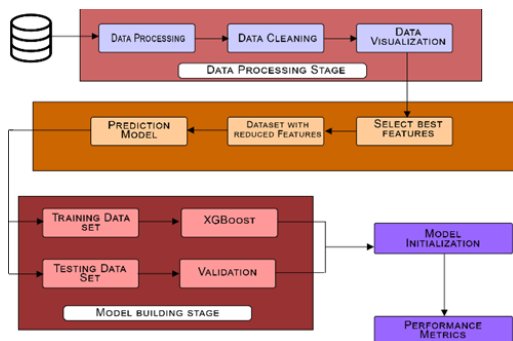 DATA PROCESSING
DATA CLEANING
DATA
VISUALIZATION
DATA PROCESSING STAGE
PREDICTION
MODEL
DATASET WITH
REDUCED FEATURES
SELECT BEST
FEATURES
TRAINING DATA
SET
XGBOOST
TESTING DATA
SET
VALIDATION
MODEL BUILDING STAGE
MODEL
INITIALIZATION
PERFORMANCE
METRICS